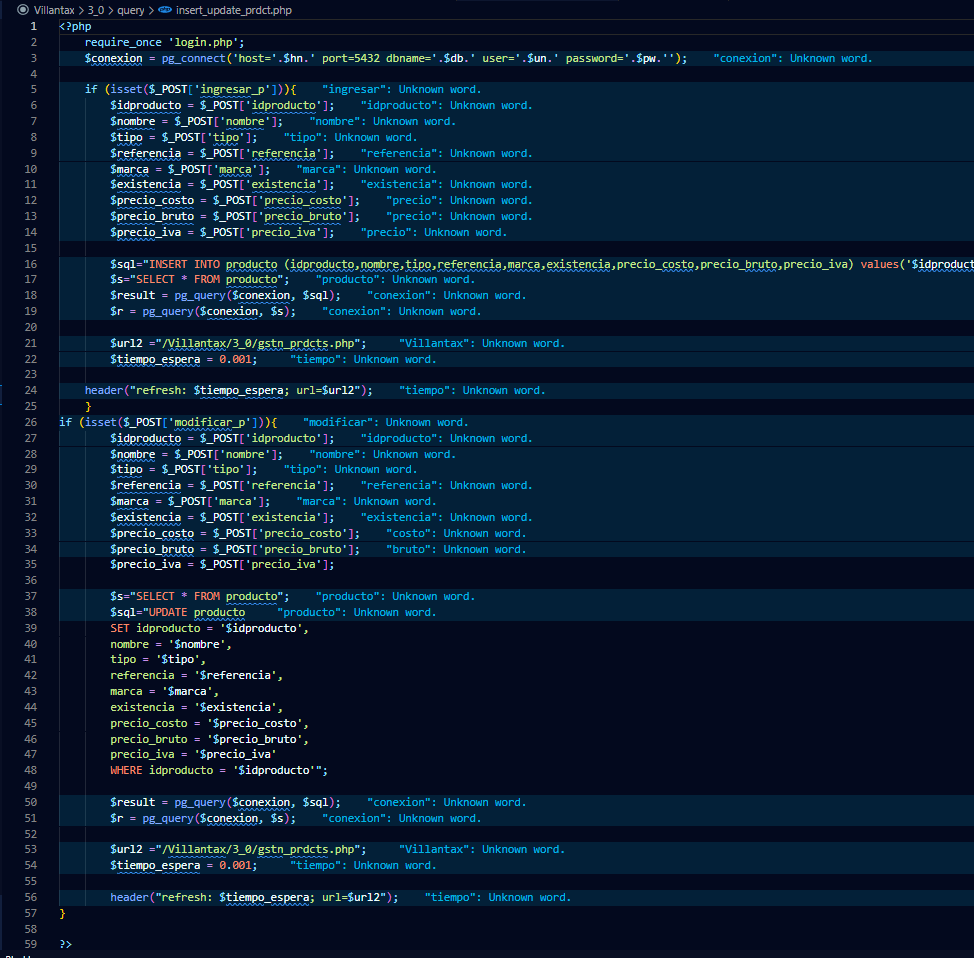 Villantax > 3_0 > query > insert_update_prdct.php
1 <?php
2 require_once 'login.php';
3 $conexion = pg_connect('host='.$hn.' port=5432 dbname='.$db.' user='.$un.' password='.$pw.''); "conexion": Unknown word.
4
5 if (isset($_POST['ingresar_p'])){ "ingresar": Unknown word.
6 $idproducto = $_POST['idproducto']; "idproducto": Unknown word.
7 $nombre = $_POST['nombre']; "nombre": Unknown word.
8 $tipo = $_POST['tipo']; "tipo": Unknown word.
9 $referencia = $_POST['referencia']; "referencia": Unknown word.
10 $marca = $_POST['marca']; "marca": Unknown word.
11 $existencia = $_POST['existencia']; "existencia": Unknown word.
12 $precio_costo = $_POST['precio_costo']; "precio": Unknown word.
13 $precio_bruto = $_POST['precio_bruto']; "precio": Unknown word.
14 $precio_iva = $_POST['precio_iva']; "precio": Unknown word.
15
16 $sql="INSERT INTO producto (idproducto,nombre,tipo,referencia,marca,existencia,precio_costo,precio_bruto,precio_iva) values('$idproduct
17 $s="SELECT * FROM producto"; "producto": Unknown word.
18 $result = pg_query($conexion, $sql); "conexion": Unknown word.
19 $r = pg_query($conexion, $s); "conexion": Unknown word.
20
21 $url2 ="/Villantax/3_0/gstn_prdcts.php"; "Villantax": Unknown word.
22 $tiempo_espera = 0.001; "tiempo": Unknown word.
23
24 header("refresh: $tiempo_espera; url=$url2"); "tiempo": Unknown word.
25 }
26 if (isset($_POST['modificar_p'])){ "modificar": Unknown word.
27 $idproducto = $_POST['idproducto']; "idproducto": Unknown word.
28 $nombre = $_POST['nombre']; "nombre": Unknown word.
29 $tipo = $_POST['tipo']; "tipo": Unknown word.
30 $referencia = $_POST['referencia']; "referencia": Unknown word.
31 $marca = $_POST['marca']; "marca": Unknown word.
32 $existencia = $_POST['existencia']; "existencia": Unknown word.
33 $precio_costo = $_POST['precio_costo']; "costo": Unknown word.
34 $precio_bruto = $_POST['precio_bruto']; "bruto": Unknown word.
35 $precio_iva = $_POST['precio_iva'];
36
37 $s="SELECT * FROM producto"; "producto": Unknown word.
38 $sql="UPDATE producto "producto": Unknown word.
39 SET idproducto = '$idproducto',
40 nombre = '$nombre',
41 tipo = '$tipo',
42 referencia = '$referencia',
43 marca = '$marca',
44 existencia = '$existencia',
45 precio_costo = '$precio_costo',
46 precio_bruto = '$precio_bruto',
47 precio_iva = '$precio_iva'
48 WHERE idproducto = '$idproducto'";
49
50 $result = pg_query($conexion, $sql); "conexion": Unknown word.
51 $r = pg_query($conexion, $s); "conexion": Unknown word.
52
53 $url2 ="/Villantax/3_0/gstn_prdcts.php"; "Villantax": Unknown word.
54 $tiempo_espera = 0.001; "tiempo": Unknown word.
55
56 header("refresh: $tiempo_espera; url=$url2"); "tiempo": Unknown word.
57 }
58
59 ?>